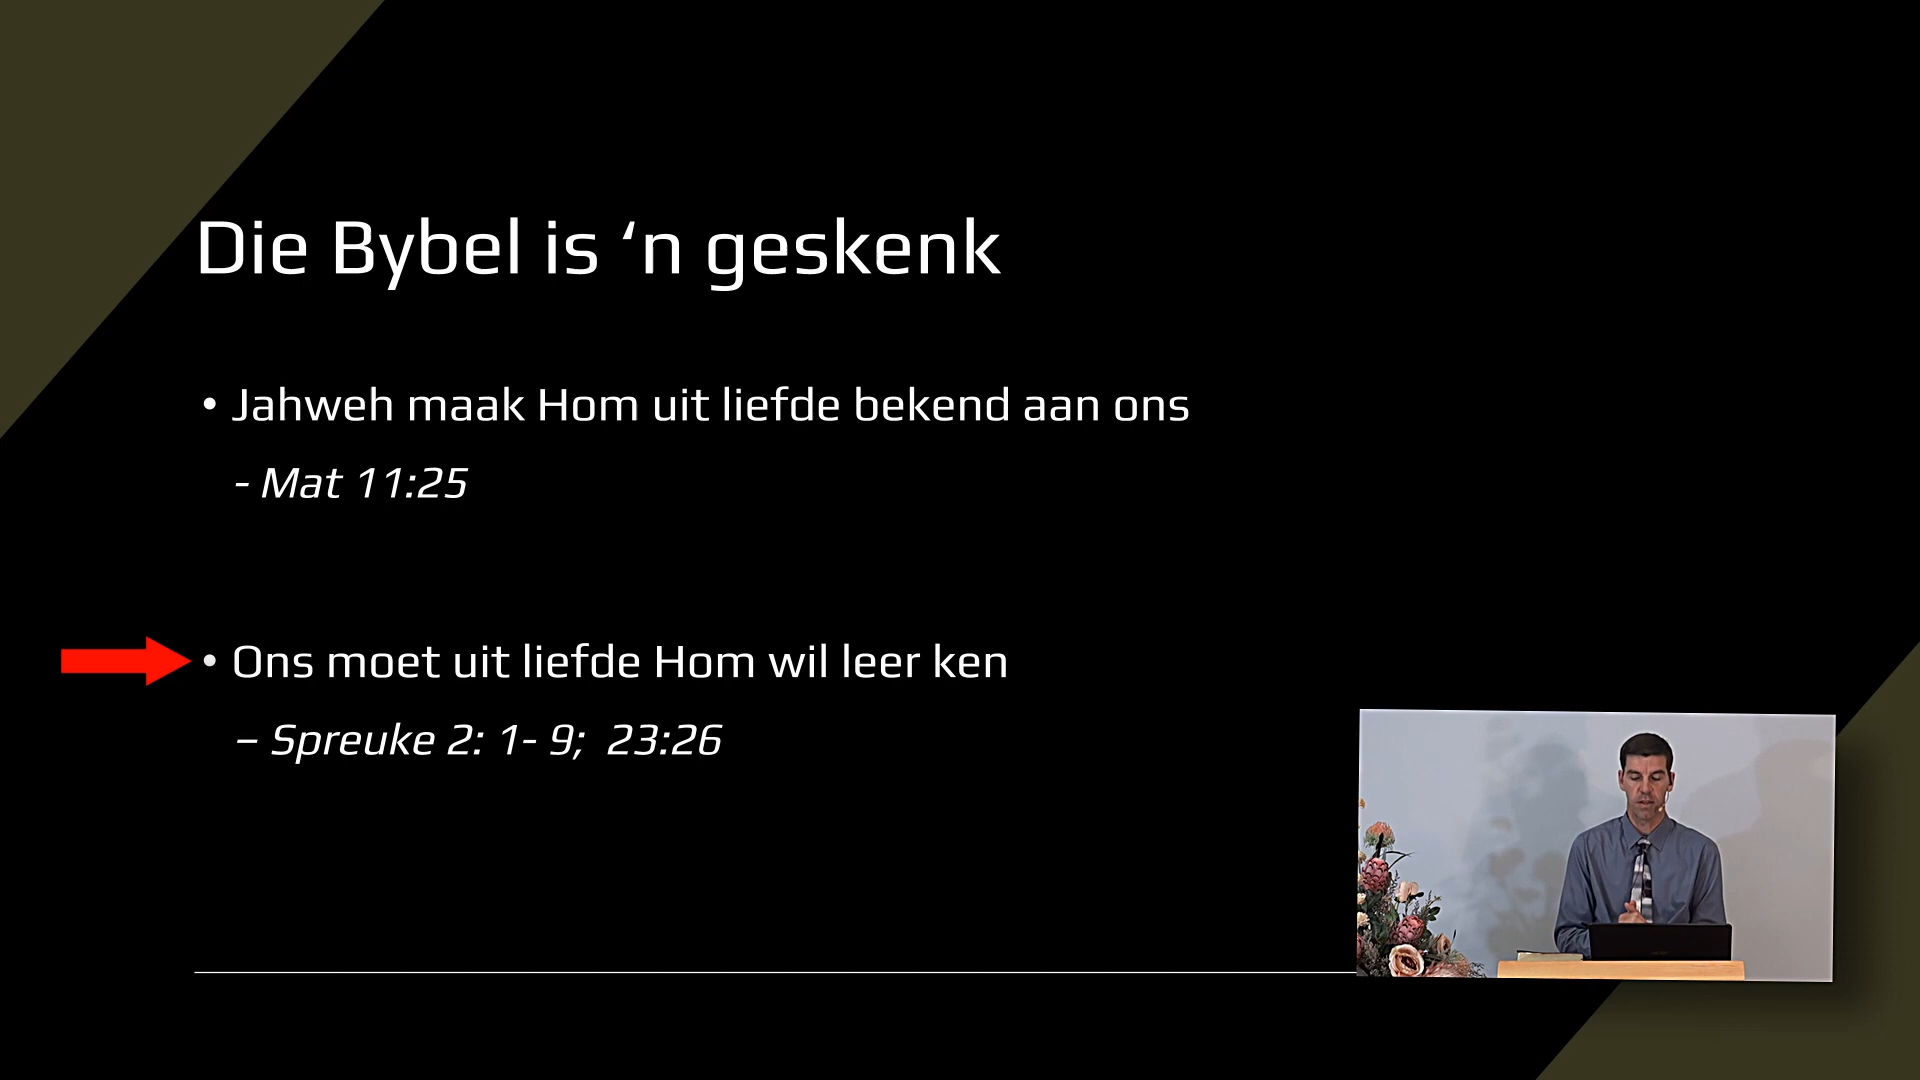 Die Bybel is ‘n geskenk
• Jahweh maak Hom uit liefde bekend aan ons
- Mat 11:25
• Ons moet uit liefde Hom wil leer ken
– Spreuke 2: 1- 9;  23:26